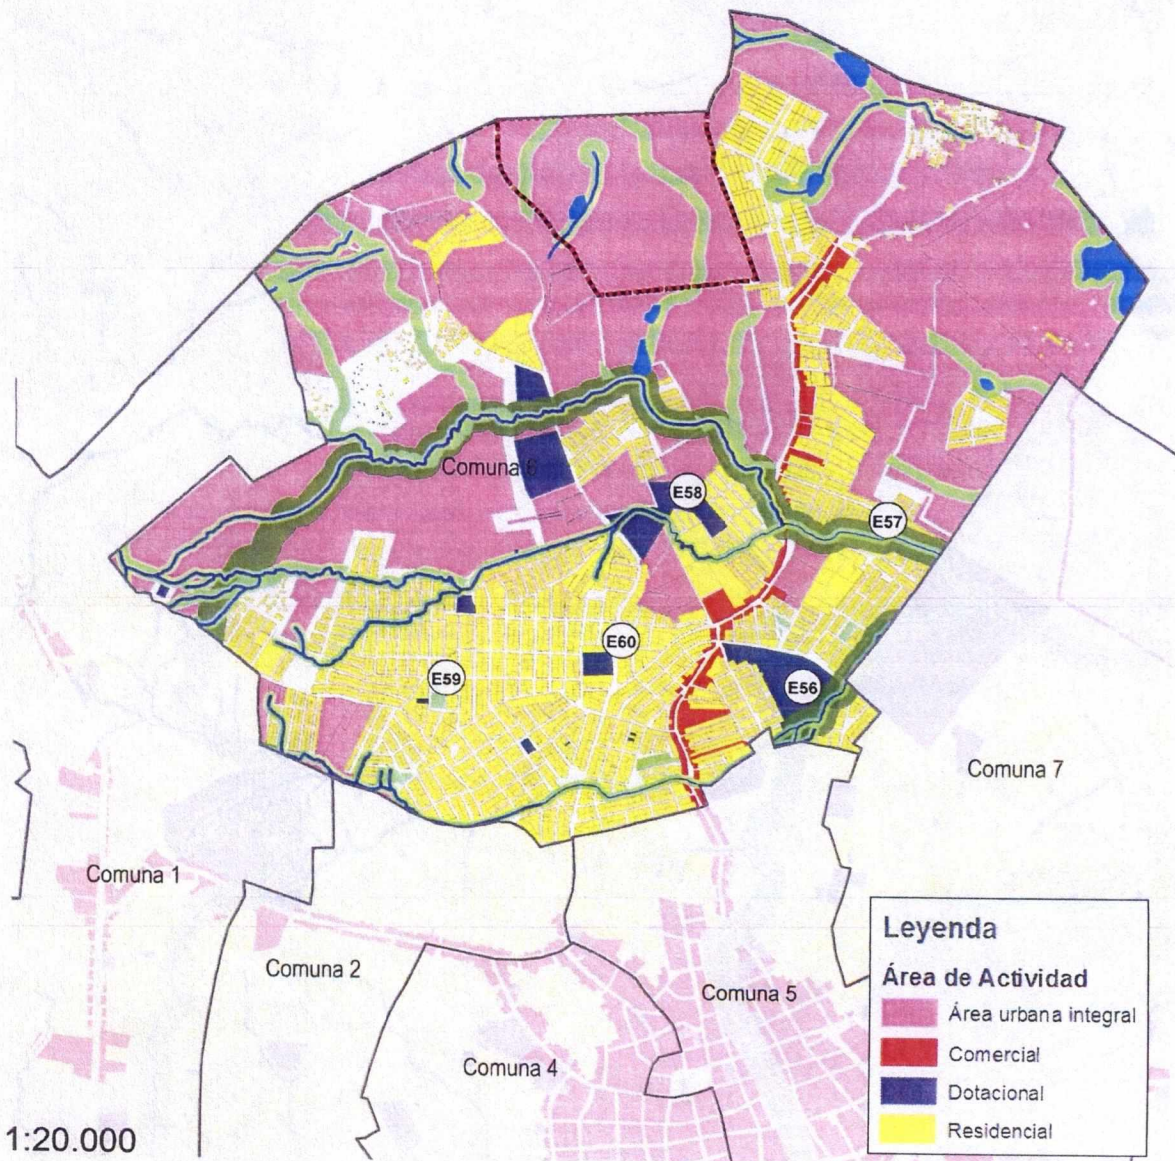 Comuna 6
E58
E57
E60
E59
E56
Comuna 7
Comuna 1
Comuna 2
Comuna 5
Comuna 4
Leyenda
Área de Actividad
Área urbana integral
Comercial
Dotacional
Residencial
1:20.000